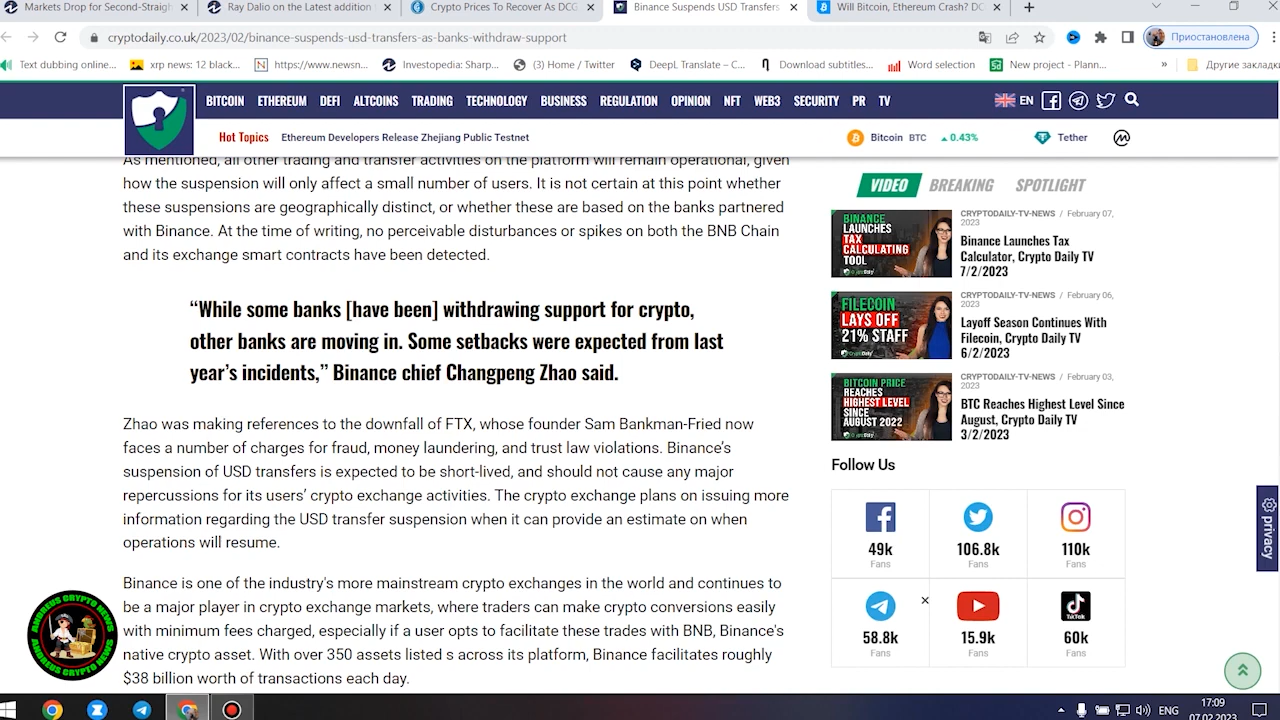 Markets Drop for Second-Straigh
Ray Dalio on the Latest addition t
Crypto Prices To Recover As DCG
Binance Suspends USD Transfers
Will Bitcoin, Ethereum Crash? DC
cryptodaily.co.uk/2023/02/binance-suspends-usd-transfers-as-banks-withdraw-support
Приостановлена
Text dubbing online...
xrp news: 12 black...
https://www.newsn...
Investopedia: Sharp...
(3) Home / Twitter
DeepL Translate – C...
Download subtitles...
Word selection
New project - Plann...
»
Другие закладки
BITCOIN ETHEREUM DEFI ALTCOINS TRADING TECHNOLOGY BUSINESS REGULATION OPINION NFT WEB3 SECURITY PR TV
EN
Hot Topics Ethereum Developers Release Zhejiang Public Testnet
Bitcoin BTC ▲0.43%
Tether
As mentioned, all other trading and transfer activities on the platform will remain operational, given
how the suspension will only affect a small number of users. It is not certain at this point whether
these suspensions are geographically distinct, or whether these are based on the banks partnered
with Binance. At the time of writing, no perceivable disturbances or spikes on both the BNB Chain
and its exchange smart contracts have been detected.
“While some banks [have been] withdrawing support for crypto,
other banks are moving in. Some setbacks were expected from last
year’s incidents,” Binance chief Changpeng Zhao said.
Zhao was making references to the downfall of FTX, whose founder Sam Bankman-Fried now
faces a number of charges for fraud, money laundering, and trust law violations. Binance’s
suspension of USD transfers is expected to be short-lived, and should not cause any major
repercussions for its users’ crypto exchange activities. The crypto exchange plans on issuing more
information regarding the USD transfer suspension when it can provide an estimate on when
operations will resume.
Binance is one of the industry's more mainstream crypto exchanges in the world and continues to
be a major player in crypto exchange markets, where traders can make crypto conversions easily
with minimum fees charged, especially if a user opts to facilitate these trades with BNB, Binance's
native crypto asset. With over 350 assets listed s across its platform, Binance facilitates roughly
$38 billion worth of transactions each day.
VIDEO BREAKING SPOTLIGHT
BINANCE
LAUNCHES
TAX
CALCULATING
TOOL
CRYPTODAILY-TV-NEWS / February 07,
2023
Binance Launches Tax
Calculator, Crypto Daily TV
7/2/2023
FILECOIN
LAYS OFF
21% STAFF
CRYPTODAILY-TV-NEWS / February 06,
2023
Layoff Season Continues With
Filecoin, Crypto Daily TV
6/2/2023
BITCOIN PRICE
REACHES
HIGHEST LEVEL
SINCE
AUGUST 2022
CRYPTODAILY-TV-NEWS / February 03,
2023
BTC Reaches Highest Level Since
August, Crypto Daily TV
3/2/2023
Follow Us
49k
Fans
106.8k
Fans
110k
Fans
58.8k
Fans
15.9k
Fans
TikTok
60k
Fans
privacy
ANDREUS CRYPTO NEWS
ANDREUS CRYPTO NEWS
ENG
17:09
07.02.2023